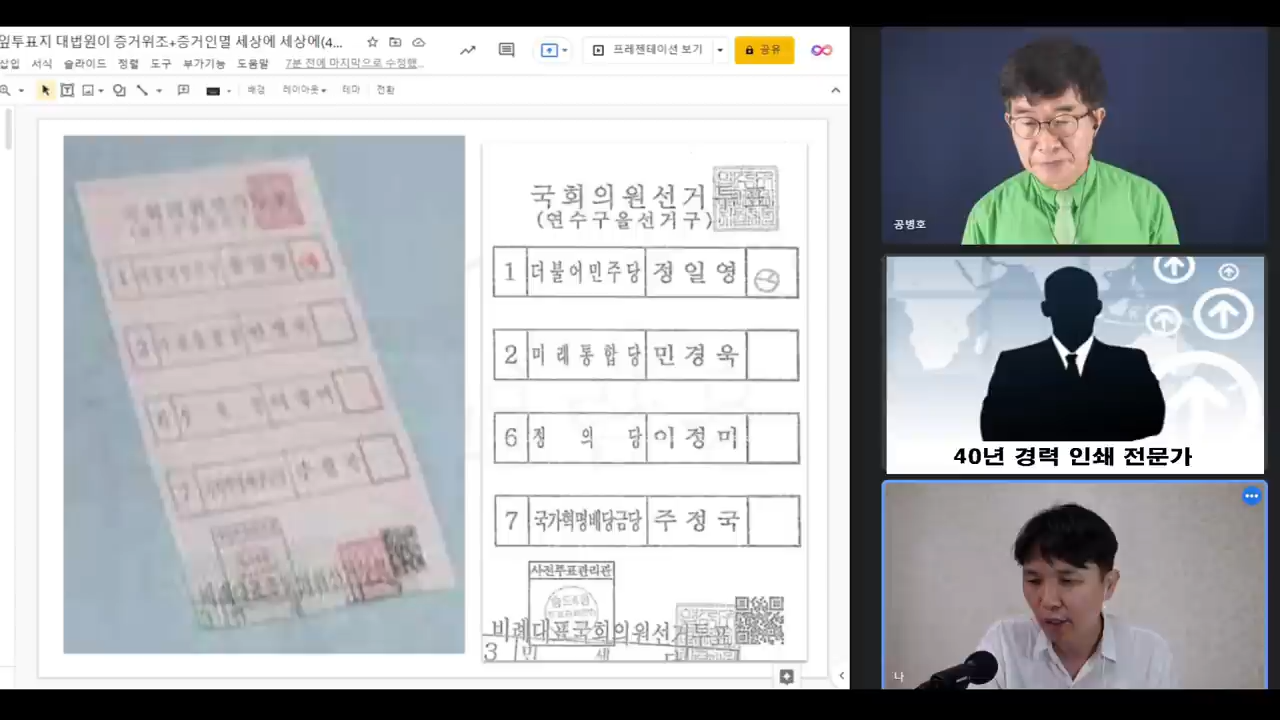 잎투표지 대법원이 증거위조+증거인멸 세상에 세상에(4...
프레젠테이션 보기
공유
삽입 서식 슬라이드 정렬 도구 부가기능 도움말 7분 전에 마지막으로 수정했...
배경 레이아웃 테마 전환
국회의원선거투표
(연수구을선거구)
1 더불어민주당 정일영
2 미래통합당 민경욱
6 정의당 이정미
7 국가혁명배당금당 주정국
사전투표관리관
비례대표국회의원선거투표
3 민
공병호
40년 경력 인쇄 전문가
나